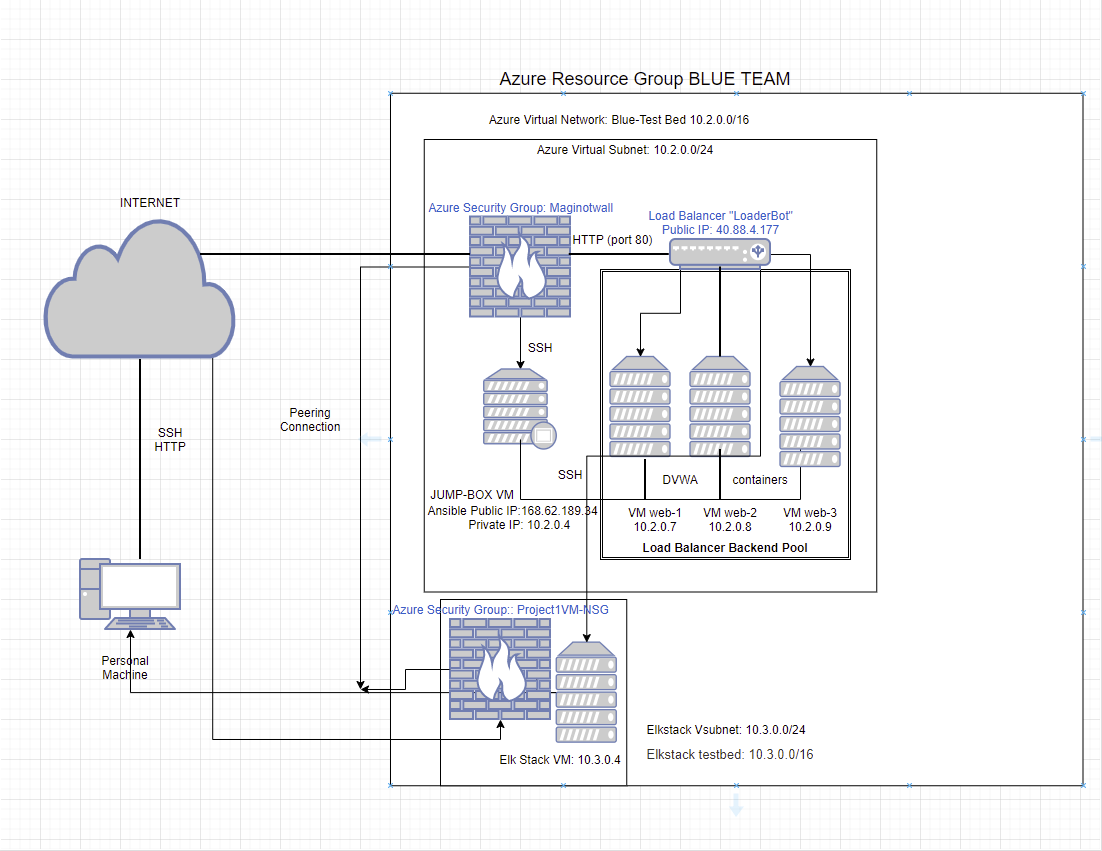 Azure Resource Group BLUE TEAM
Azure Virtual Network: Blue-Test Bed 10.2.0.0/16
Azure Virtual Subnet: 10.2.0.0/24
INTERNET
Azure Security Group: Maginotwall
Load Balancer "LoaderBot"
Public IP: 40.88.4.177
HTTP (port 80)
SSH
Peering
Connection
SSH
HTTP
SSH
DVWA
containers
JUMP-BOX VM
Ansible Public IP:168.62.189.34
Private IP: 10.2.0.4
VM web-1
10.2.0.7
VM web-2
10.2.0.8
VM web-3
10.2.0.9
Load Balancer Backend Pool
Azure Security Group:: Project1VM-NSG
Personal
Machine
Elk Stack VM: 10.3.0.4
Elkstack Vsubnet: 10.3.0.0/24
Elkstack testbed: 10.3.0.0/16